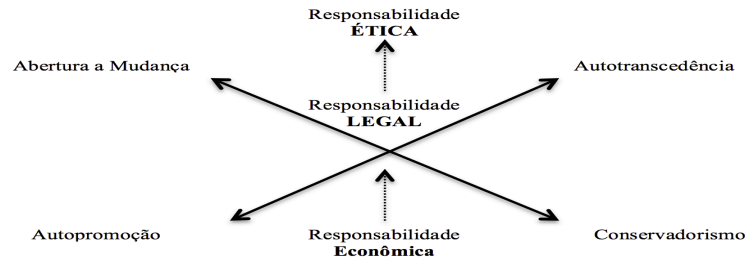 Responsabilidade
ÉTICA
Abertura a Mudança
Autotranscedência
Responsabilidade
LEGAL
Autopromoção
Responsabilidade
Econômica
Conservadorismo